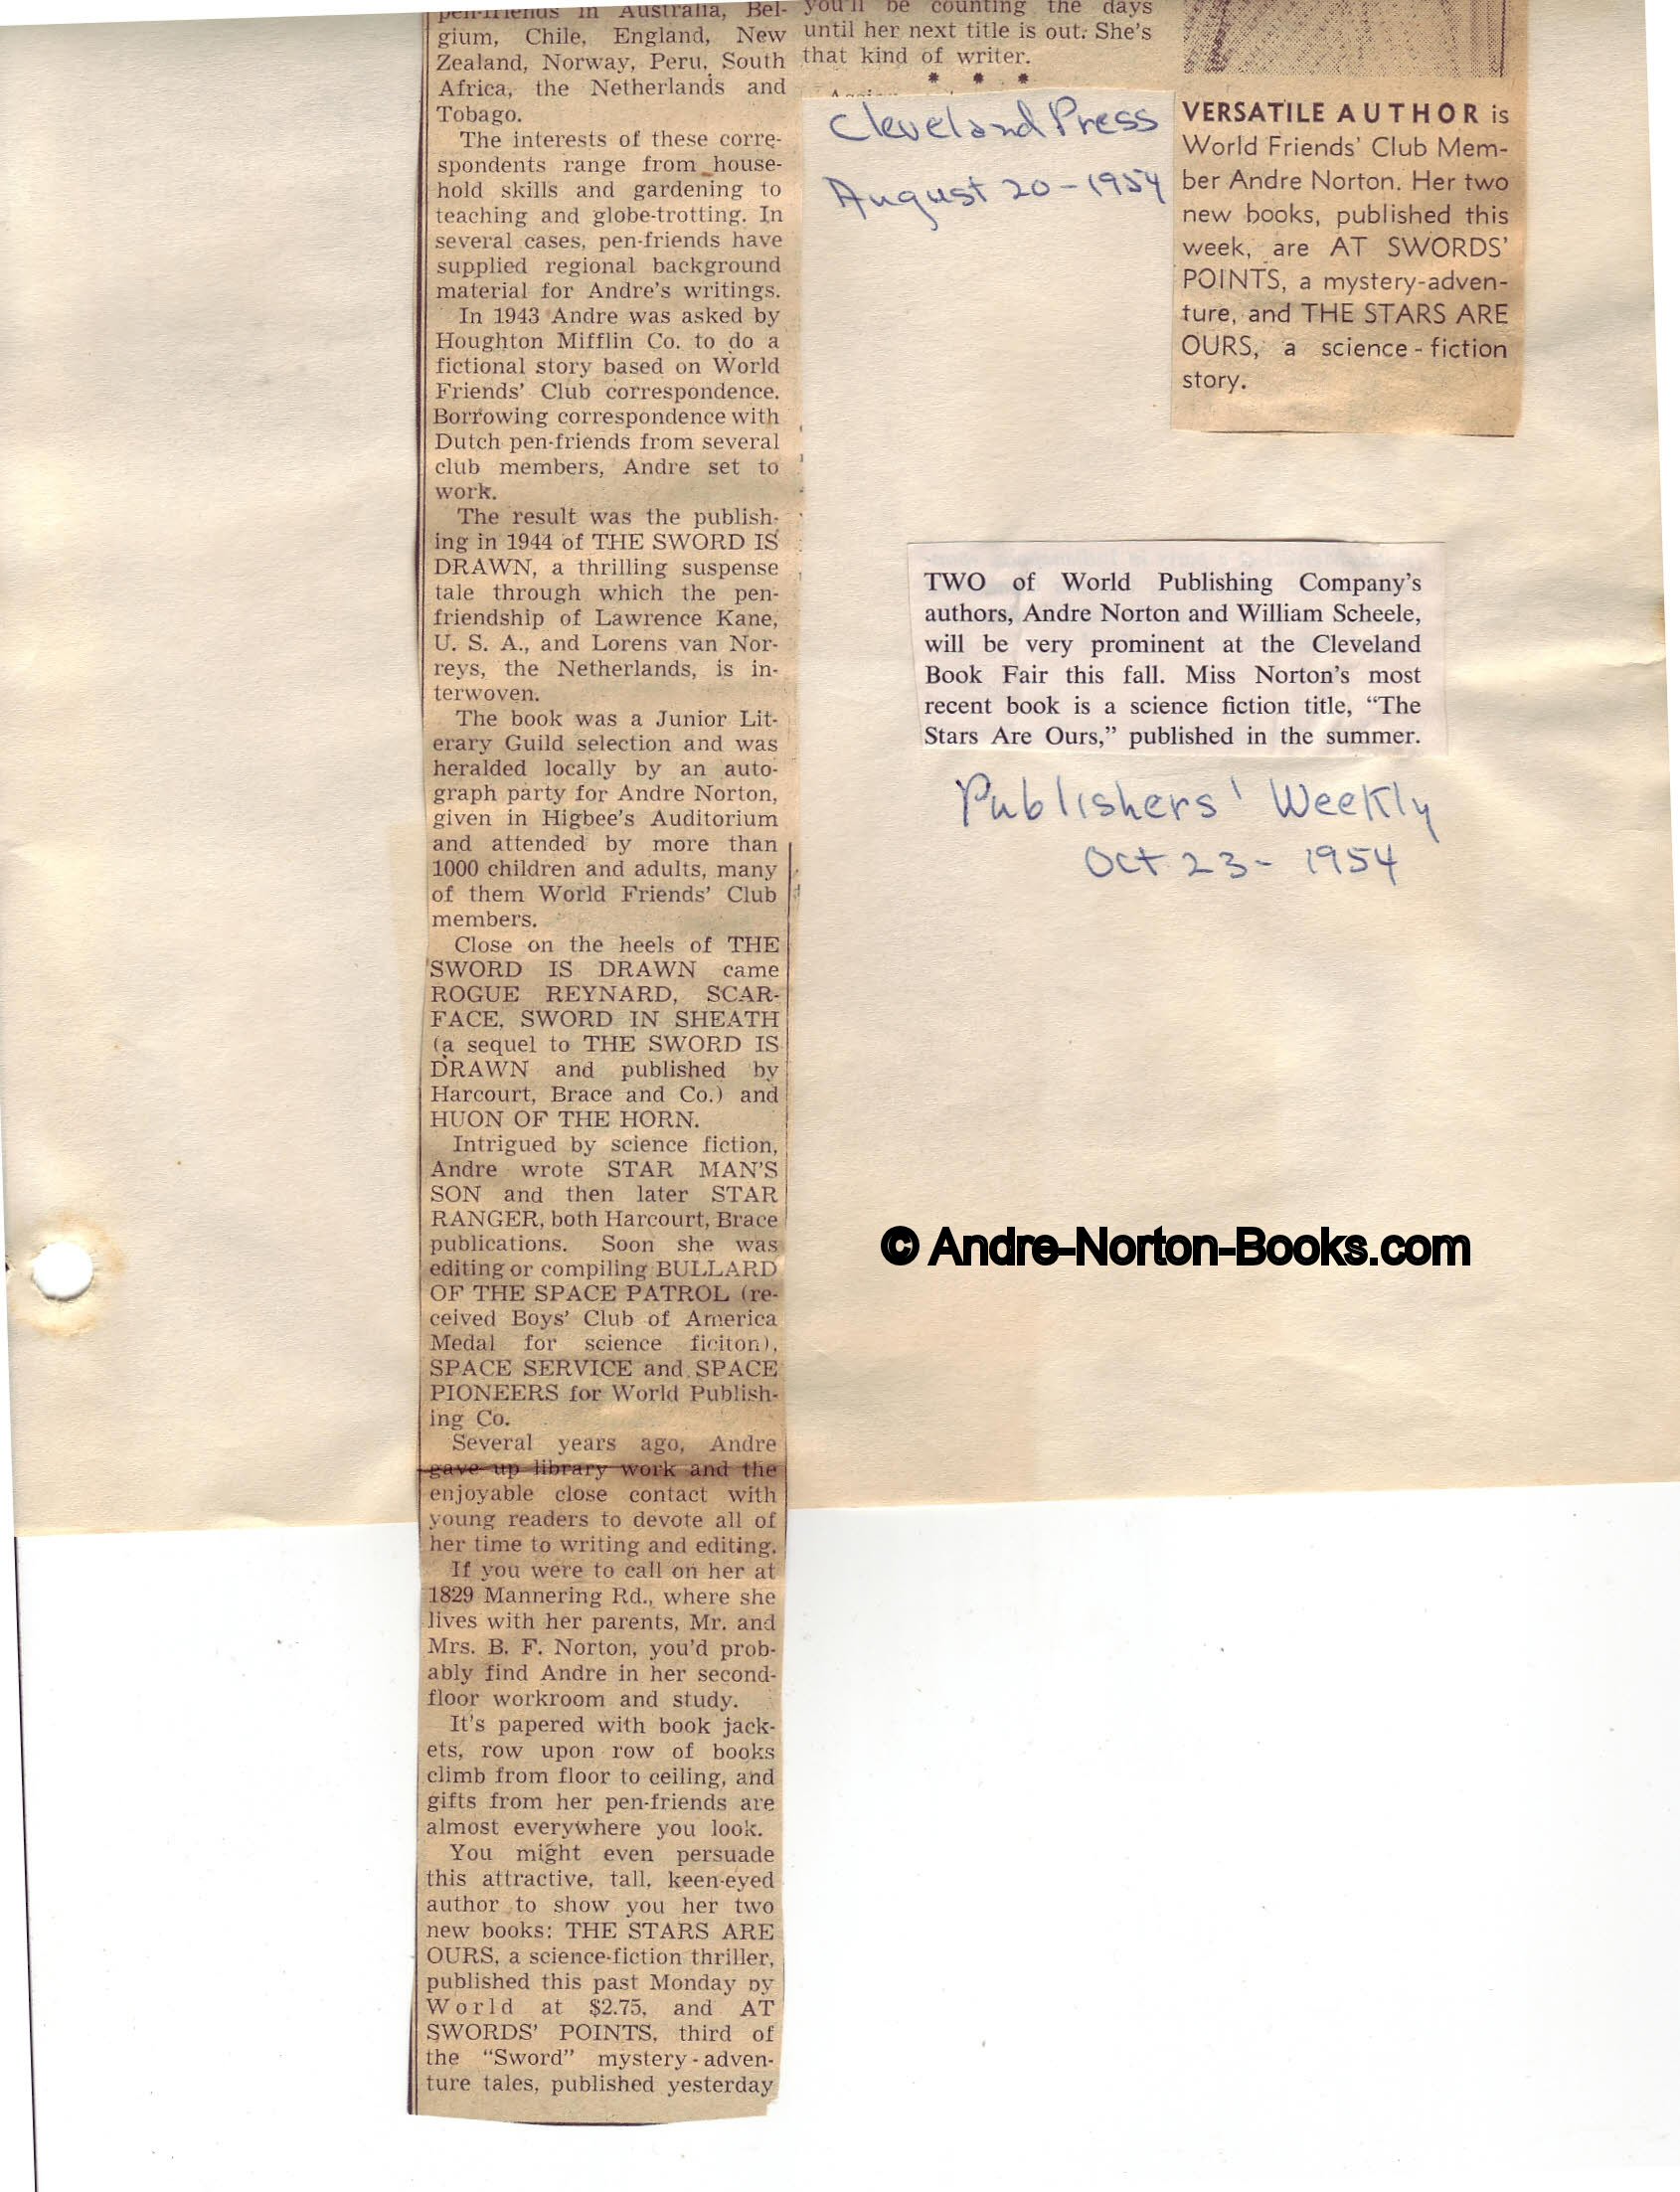 pen-friends in Australia, Bel-
gium, Chile, England, New
Zealand, Norway, Peru, South
Africa, the Netherlands and
Tobago.
The interests of these corre-
spondents range from house-
hold skills and gardening to
teaching and globe-trotting. In
several cases, pen-friends have
supplied regional background
material for Andre's writings.
In 1943 Andre was asked by
Houghton Mifflin Co. to do a
fictional story based on World
Friends' Club correspondence.
Borrowing correspondence with
Dutch pen-friends from several
club members, Andre set to
work.
The result was the publish-
ing in 1944 of THE SWORD IS
DRAWN, a thrilling suspense
tale through which the pen-
friendship of Lawrence Kane,
U. S. A., and Lorens van Nor-
reys, the Netherlands, is in-
terwoven.
The book was a Junior Lit-
erary Guild selection and was
heralded locally by an auto-
graph party for Andre Norton,
given in Higbee's Auditorium
and attended by more than
1000 children and adults, many
of them World Friends' Club
members.
Close on the heels of THE
SWORD IS DRAWN came
ROGUE REYNARD, SCAR-
FACE, SWORD IN SHEATH
(a sequel to THE SWORD IS
DRAWN and published by
Harcourt, Brace and Co.) and
HUON OF THE HORN.
Intrigued by science fiction,
Andre wrote STAR MAN'S
SON and then later STAR
RANGER, both Harcourt, Brace
publications. Soon she was
editing or compiling BULLARD
OF THE SPACE PATROL (re-
ceived Boys' Club of America
Medal for science ficiton),
SPACE SERVICE and SPACE
PIONEERS for World Publish-
ing Co.
Several years ago, Andre
gave up library work and the
enjoyable close contact with
young readers to devote all of
her time to writing and editing.
If you were to call on her at
1829 Mannering Rd., where she
lives with her parents, Mr. and
Mrs. B. F. Norton, you'd prob-
ably find Andre in her second-
floor workroom and study.
It's papered with book jack-
ets, row upon row of books
climb from floor to ceiling, and
gifts from her pen-friends are
almost everywhere you look.
You might even persuade
this attractive, tall, keen-eyed
author to show you her two
new books: THE STARS ARE
OURS, a science-fiction thriller,
published this past Monday by
World at $2.75, and AT
SWORDS' POINTS, third of
the "Sword" mystery-adven-
ture tales, published yesterday
you'll be counting the days
until her next title is out. She's
that kind of writer.
* * *
Cleveland Press
August 20-1954
VERSATILE AUTHOR is
World Friends' Club Mem-
ber Andre Norton. Her two
new books, published this
week, are AT SWORDS'
POINTS, a mystery-adven-
ture, and THE STARS ARE
OURS, a science-fiction
story.
TWO of World Publishing Company's
authors, Andre Norton and William Scheele,
will be very prominent at the Cleveland
Book Fair this fall. Miss Norton's most
recent book is a science fiction title, "The
Stars Are Ours," published in the summer.
Publishers' Weekly
Oct 23-1954
© Andre-Norton-Books.com